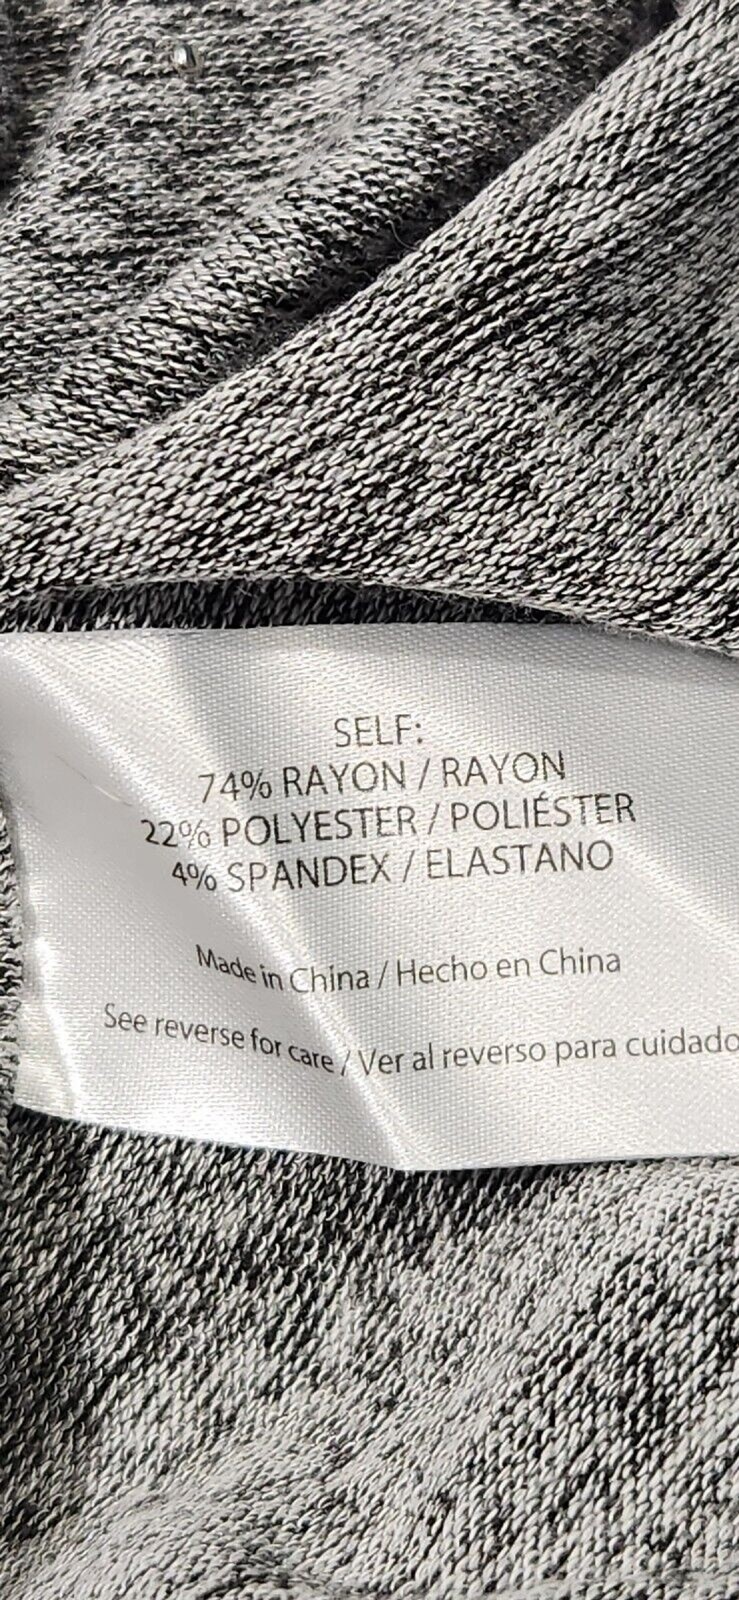 SELF:
74% RAYON / RAYON
22% POLYESTER / POLIÉSTER
4% SPANDEX / ELASTANO
Made in China / Hecho en China
See reverse for care / Ver al reverso para cuidado